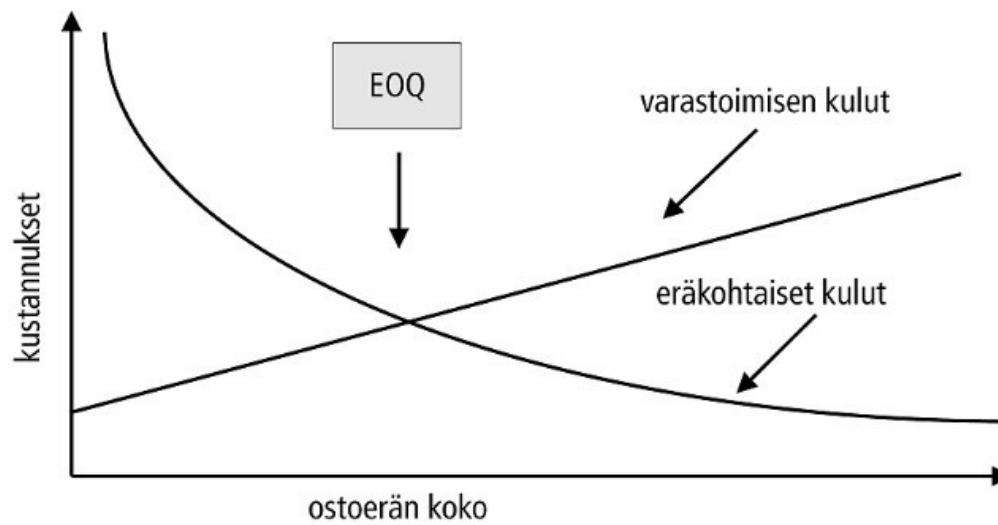 EOQ
varastoimisen kulut
kustannukset
eräkohtaiset kulut
ostoerän koko